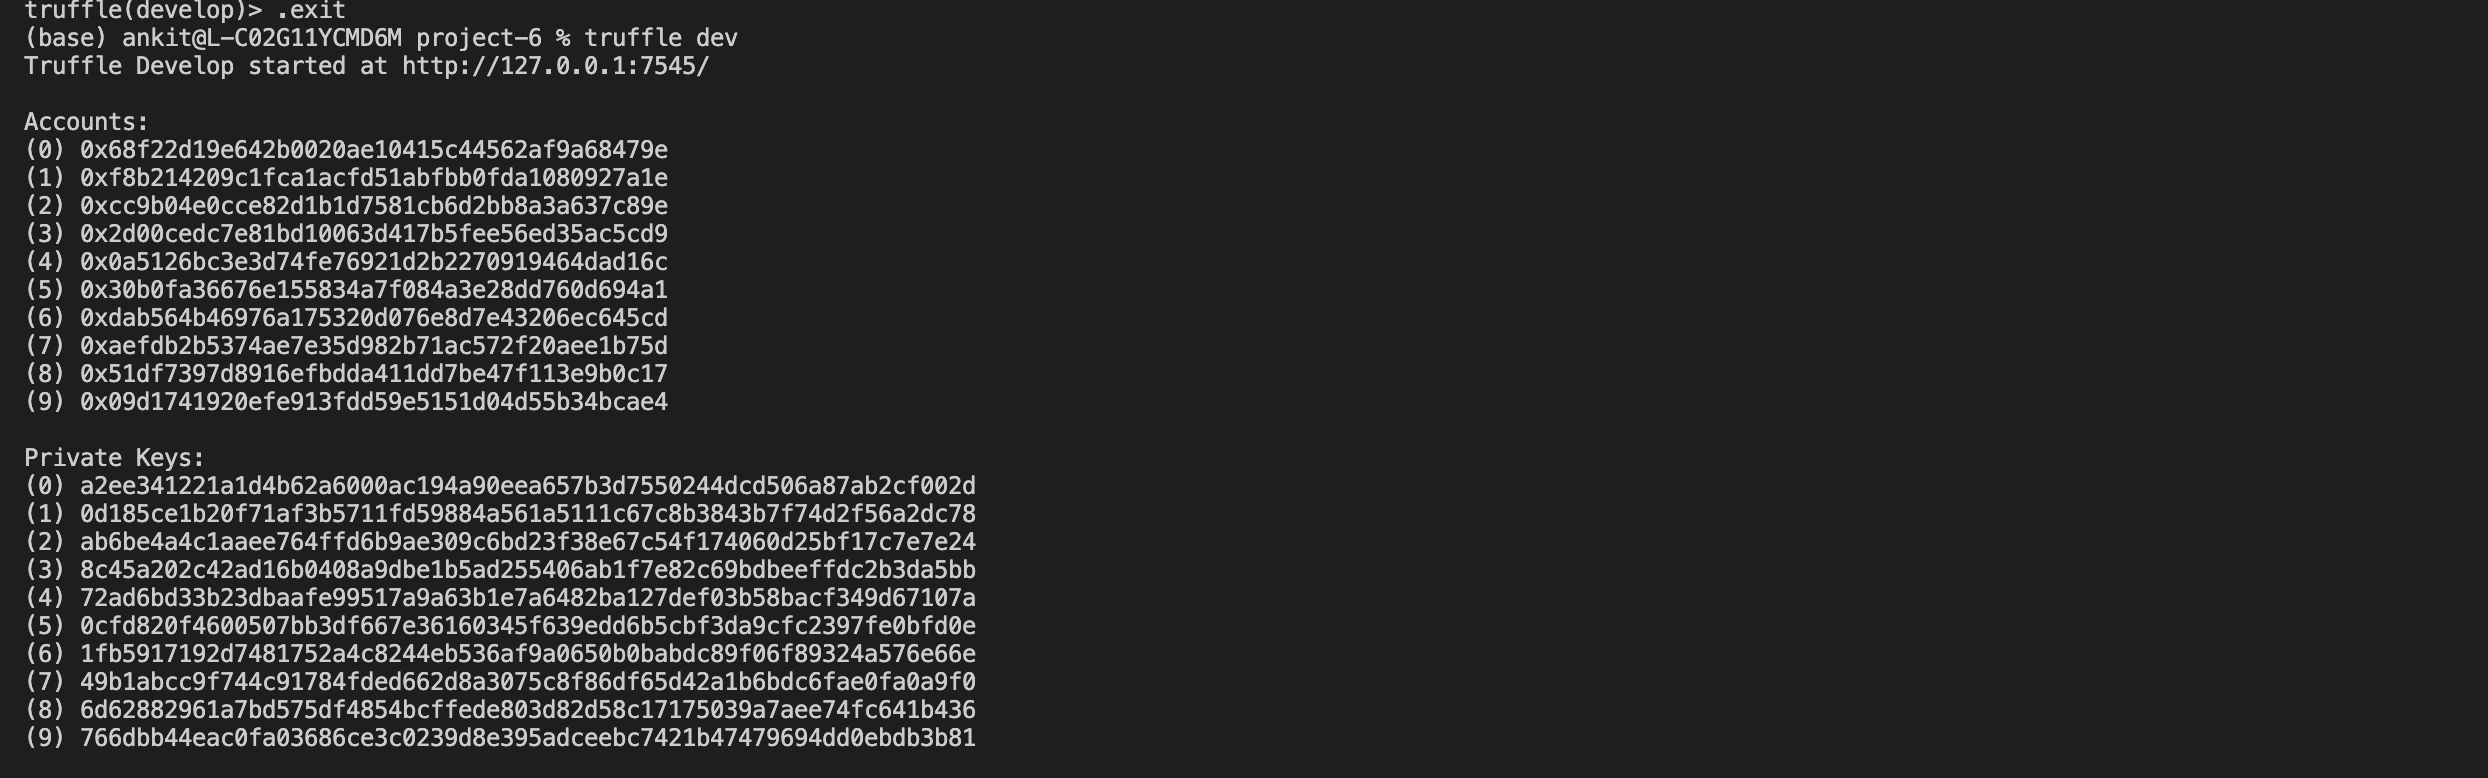 truffle(develop)> .exit
(base) ankit@L-C02G11YCMD6M project-6 % truffle dev
Truffle Develop started at http://127.0.0.1:7545/
Accounts:
(0) 0x68f22d19e642b0020ae10415c44562af9a68479e
(1) 0xf8b214209c1fca1acfd51abfbb0fda1080927a1e
(2) 0xcc9b04e0cce82d1b1d7581cb6d2bb8a3a637c89e
(3) 0x2d00cedc7e81bd10063d417b5fee56ed35ac5cd9
(4) 0x0a5126bc3e3d74fe76921d2b2270919464dad16c
(5) 0x30b0fa36676e155834a7f084a3e28dd760d694a1
(6) 0xdab564b46976a175320d076e8d7e43206ec645cd
(7) 0xaefdb2b5374ae7e35d982b71ac572f20aee1b75d
(8) 0x51df7397d8916efbdda411dd7be47f113e9b0c17
(9) 0x09d1741920efe913fdd59e5151d04d55b34bcae4
Private Keys:
(0) a2ee341221a1d4b62a6000ac194a90eea657b3d7550244dcd506a87ab2cf002d
(1) 0d185ce1b20f71af3b5711fd59884a561a5111c67c8b3843b7f74d2f56a2dc78
(2) ab6be4a4c1aaee764ffd6b9ae309c6bd23f38e67c54f174060d25bf17c7e7e24
(3) 8c45a202c42ad16b0408a9dbe1b5ad255406ab1f7e82c69bdbeeffdc2b3da5bb
(4) 72ad6bd33b23dbaafe99517a9a63b1e7a6482ba127def03b58bacf349d67107a
(5) 0cfd820f4600507bb3df667e36160345f639edd6b5cbf3da9cfc2397fe0bfd0e
(6) 1fb5917192d7481752a4c8244eb536af9a0650b0babdc89f06f89324a576e66e
(7) 49b1abcc9f744c91784fded662d8a3075c8f86df65d42a1b6bdc6fae0fa0a9f0
(8) 6d62882961a7bd575df4854bcffede803d82d58c17175039a7aee74fc641b436
(9) 766dbb44eac0fa03686ce3c0239d8e395adceebc7421b47479694dd0ebdb3b81